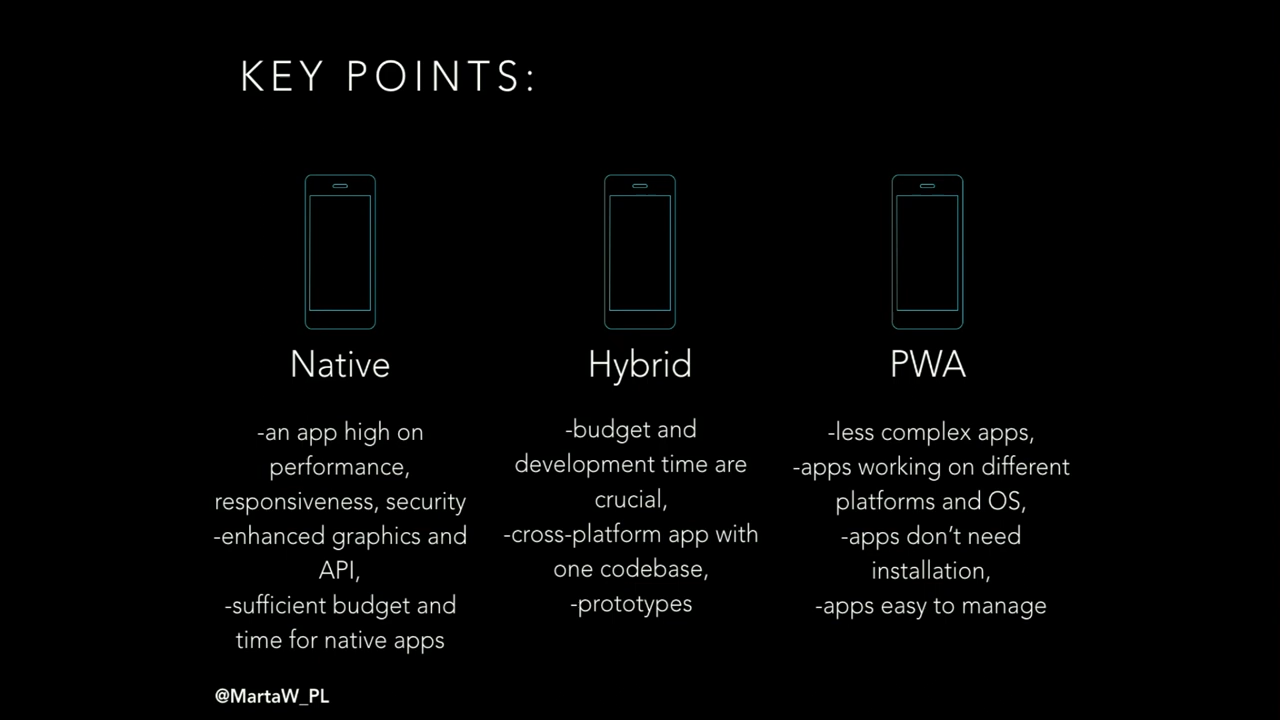 KEY POINTS:
Native
-an app high on
performance,
responsiveness, security
-enhanced graphics and
API,
-sufficient budget and
time for native apps
Hybrid
-budget and
development time are
crucial,
-cross-platform app with
one codebase,
-prototypes
PWA
-less complex apps,
-apps working on different
platforms and OS,
-apps don’t need
installation,
-apps easy to manage
@MartaW_PL